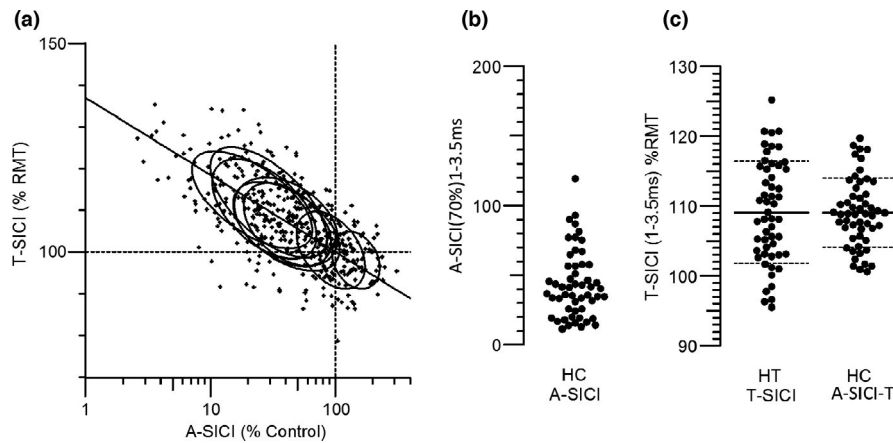 (a)
150
100
T-SICI (% RMT)
1
10
100
A-SICI (% Control)
(b)
200
100
0
A-SICI(70%)1-3.5ms
HC
A-SICI
(c)
130
120
110
100
90
T-SICI (1-3.5ms) %RMT
HT
T-SICI
HC
A-SICI-T